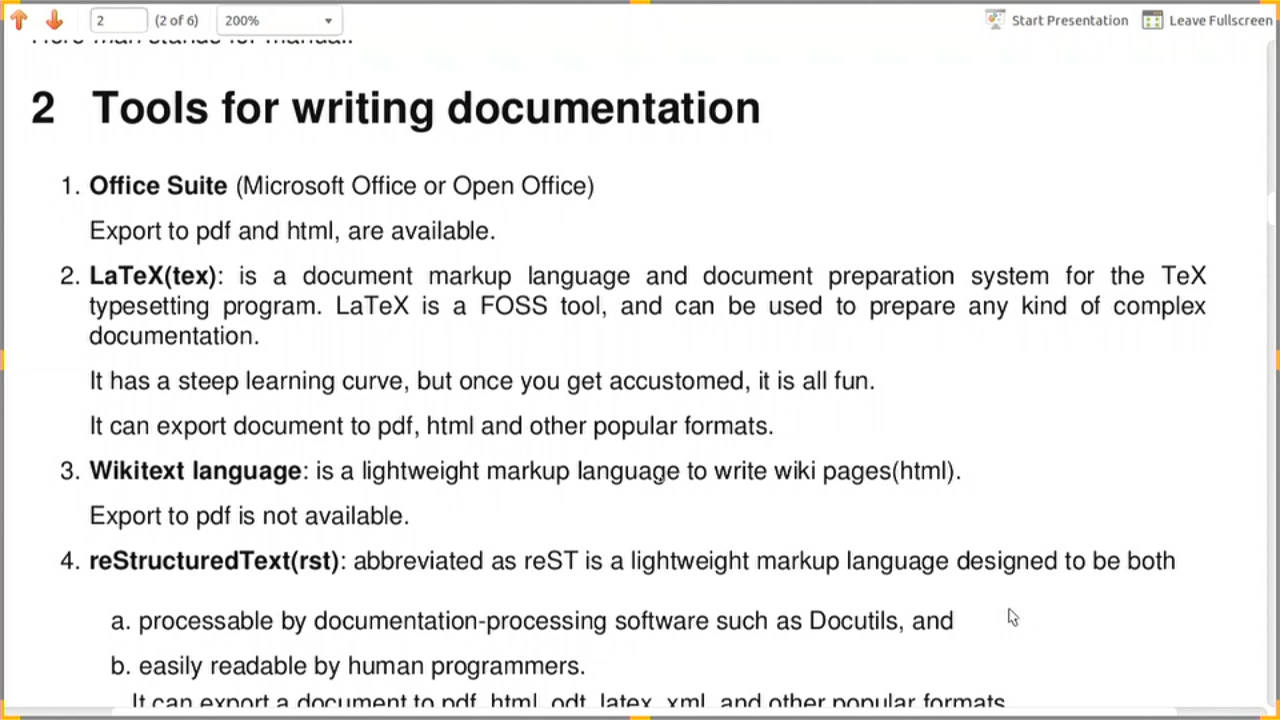 2 (2 of 6) 200% Start Presentation Leave Fullscreen
Here man stands for manual.
2 Tools for writing documentation
1. Office Suite (Microsoft Office or Open Office)
Export to pdf and html, are available.
2. LaTeX(tex): is a document markup language and document preparation system for the TeX
typesetting program. LaTeX is a FOSS tool, and can be used to prepare any kind of complex
documentation.
It has a steep learning curve, but once you get accustomed, it is all fun.
It can export document to pdf, html and other popular formats.
3. Wikitext language: is a lightweight markup language to write wiki pages(html).
Export to pdf is not available.
4. reStructuredText(rst): abbreviated as reST is a lightweight markup language designed to be both
a. processable by documentation-processing software such as Docutils, and
b. easily readable by human programmers.
It can export a document to pdf, html, odt, latex, xml, and other popular formats